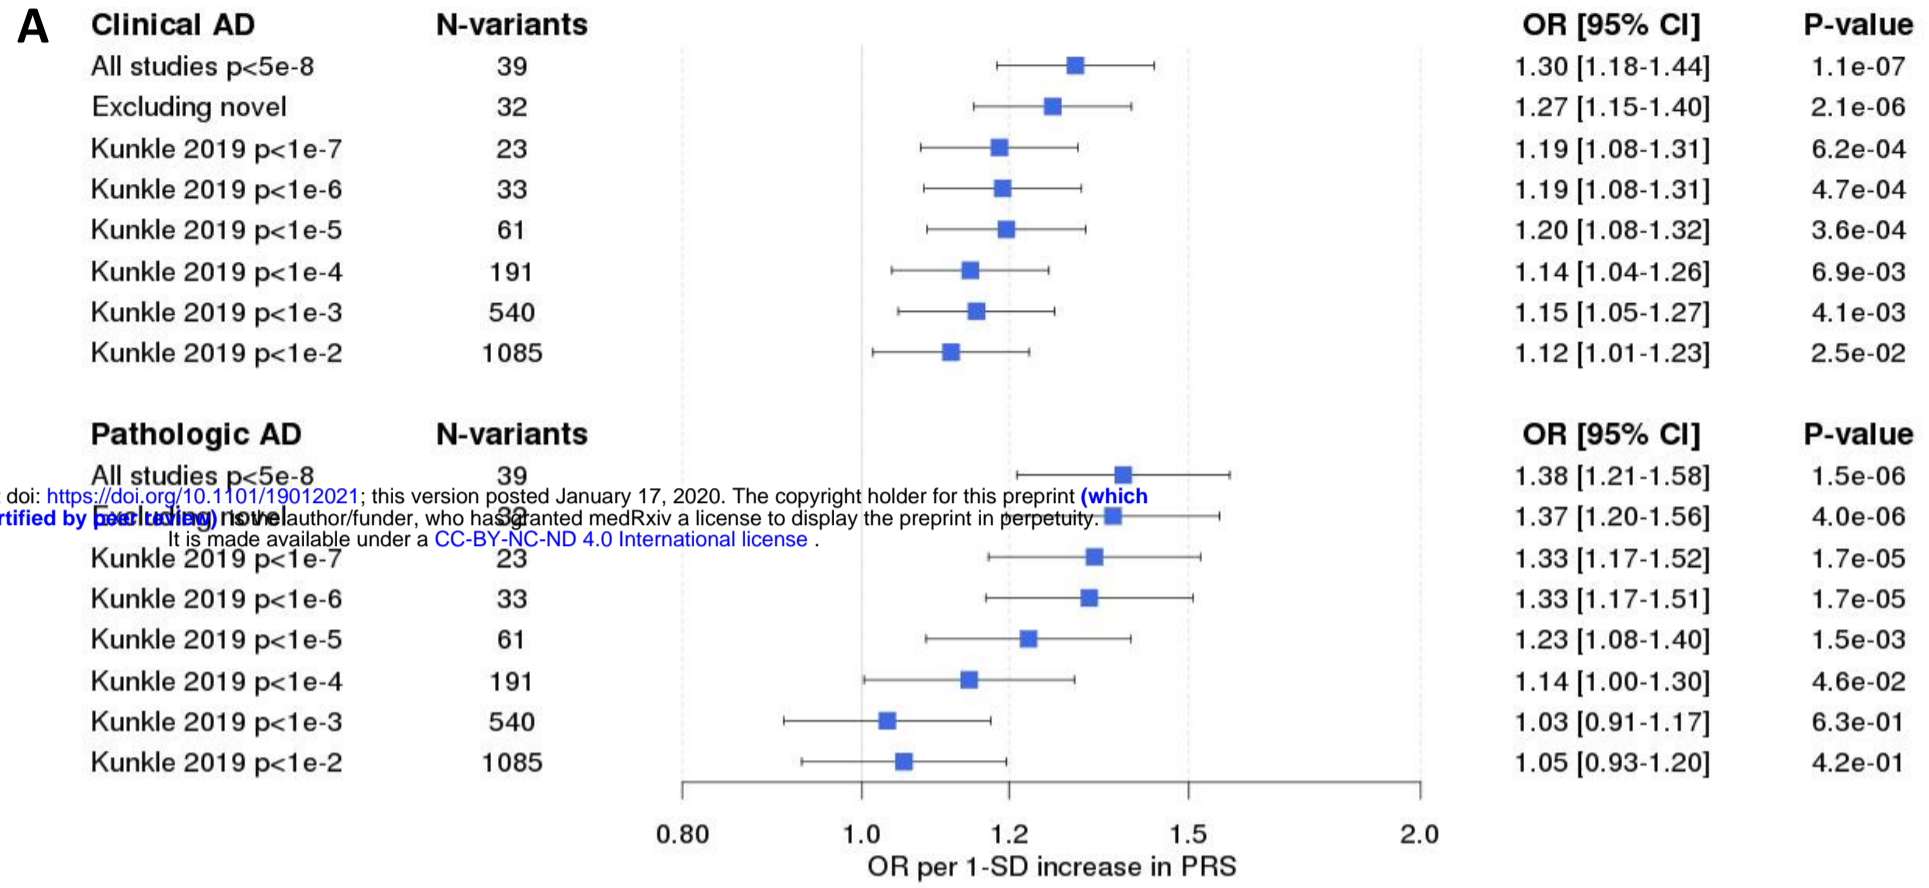 A
Clinical AD N-variants OR [95% CI] P-value
All studies p<5e-8 39 1.30 [1.18-1.44] 1.1e-07
Excluding novel 32 1.27 [1.15-1.40] 2.1e-06
Kunkle 2019 p<1e-7 23 1.19 [1.08-1.31] 6.2e-04
Kunkle 2019 p<1e-6 33 1.19 [1.08-1.31] 4.7e-04
Kunkle 2019 p<1e-5 61 1.20 [1.08-1.32] 3.6e-04
Kunkle 2019 p<1e-4 191 1.14 [1.04-1.26] 6.9e-03
Kunkle 2019 p<1e-3 540 1.15 [1.05-1.27] 4.1e-03
Kunkle 2019 p<1e-2 1085 1.12 [1.01-1.23] 2.5e-02
Pathologic AD N-variants OR [95% CI] P-value
All studies p<5e-8 39 1.38 [1.21-1.58] 1.5e-06
doi: https://doi.org/10.1101/19012021; this version posted January 17, 2020. The copyright holder for this preprint (which
Excluding novel 32 1.37 [1.20-1.56] 4.0e-06
rtified by peer review) is the author/funder, who has granted medRxiv a license to display the preprint in perpetuity.
It is made available under a CC-BY-NC-ND 4.0 International license .
Kunkle 2019 p<1e-7 23 1.33 [1.17-1.52] 1.7e-05
Kunkle 2019 p<1e-6 33 1.33 [1.17-1.51] 1.7e-05
Kunkle 2019 p<1e-5 61 1.23 [1.08-1.40] 1.5e-03
Kunkle 2019 p<1e-4 191 1.14 [1.00-1.30] 4.6e-02
Kunkle 2019 p<1e-3 540 1.03 [0.91-1.17] 6.3e-01
Kunkle 2019 p<1e-2 1085 1.05 [0.93-1.20] 4.2e-01
0.80 1.0 1.2 1.5 2.0
OR per 1-SD increase in PRS